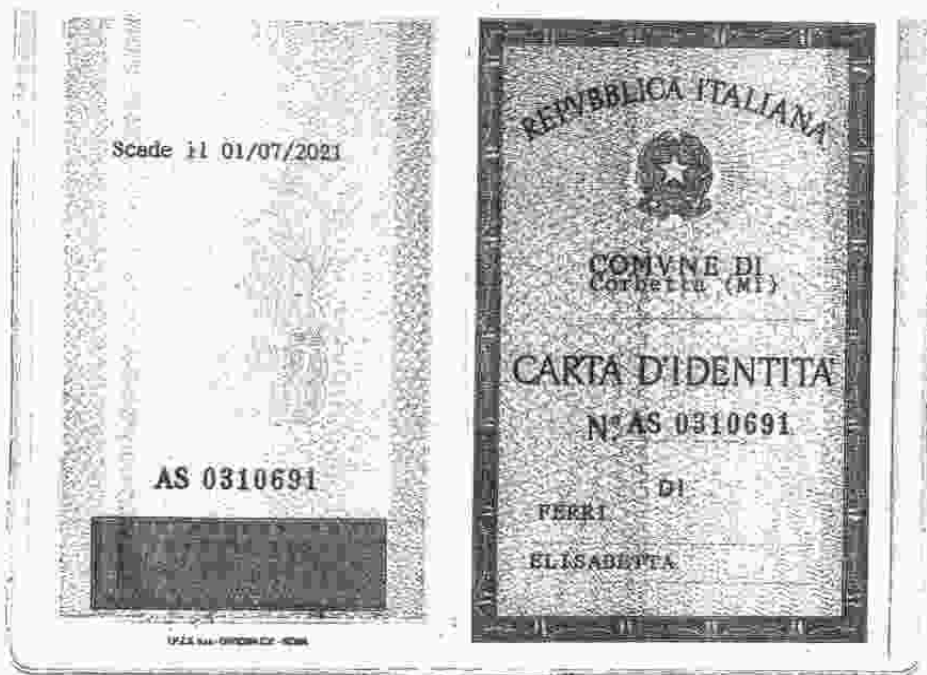 Scade il 01/07/2021
AS 0310691
REPVBBLICA ITALIANA
COMVNE DI
Corbetta (MI)
CARTA D'IDENTITA'
Nº AS 0310691
DI
FERRI
ELISABETTA